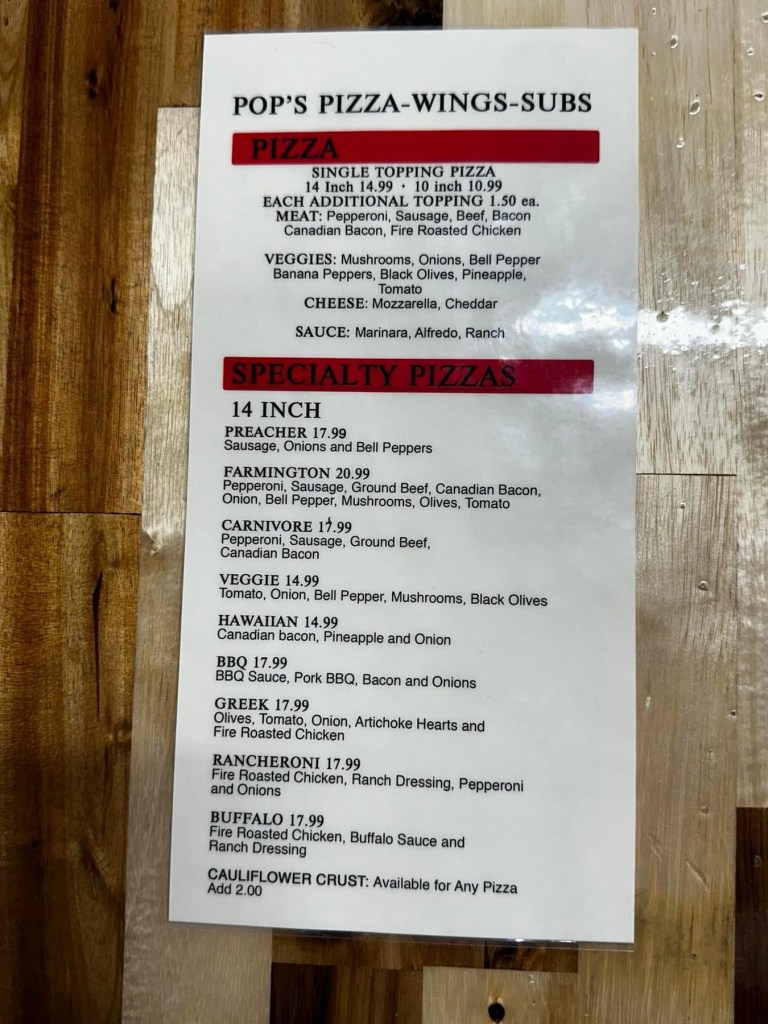 POP'S PIZZA-WINGS-SUBS
PIZZA
SINGLE TOPPING PIZZA
14 Inch 14.99 · 10 inch 10.99
EACH ADDITIONAL TOPPING 1.50 ea.
MEAT: Pepperoni, Sausage, Beef, Bacon
Canadian Bacon, Fire Roasted Chicken
VEGGIES: Mushrooms, Onions, Bell Pepper
Banana Peppers, Black Olives, Pineapple,
Tomato
CHEESE: Mozzarella, Cheddar
SAUCE: Marinara, Alfredo, Ranch
SPECIALTY PIZZAS
14 INCH
PREACHER 17.99
Sausage, Onions and Bell Peppers
FARMINGTON 20.99
Pepperoni, Sausage, Ground Beef, Canadian Bacon,
Onion, Bell Pepper, Mushrooms, Olives, Tomato
CARNIVORE 17.99
Pepperoni, Sausage, Ground Beef,
Canadian Bacon
VEGGIE 14.99
Tomato, Onion, Bell Pepper, Mushrooms, Black Olives
HAWAIIAN 14.99
Canadian bacon, Pineapple and Onion
BBQ 17.99
BBQ Sauce, Pork BBQ, Bacon and Onions
GREEK 17.99
Olives, Tomato, Onion, Artichoke Hearts and
Fire Roasted Chicken
RANCHERONI 17.99
Fire Roasted Chicken, Ranch Dressing, Pepperoni
and Onions
BUFFALO 17.99
Fire Roasted Chicken, Buffalo Sauce and
Ranch Dressing
CAULIFLOWER CRUST: Available for Any Pizza
Add 2.00